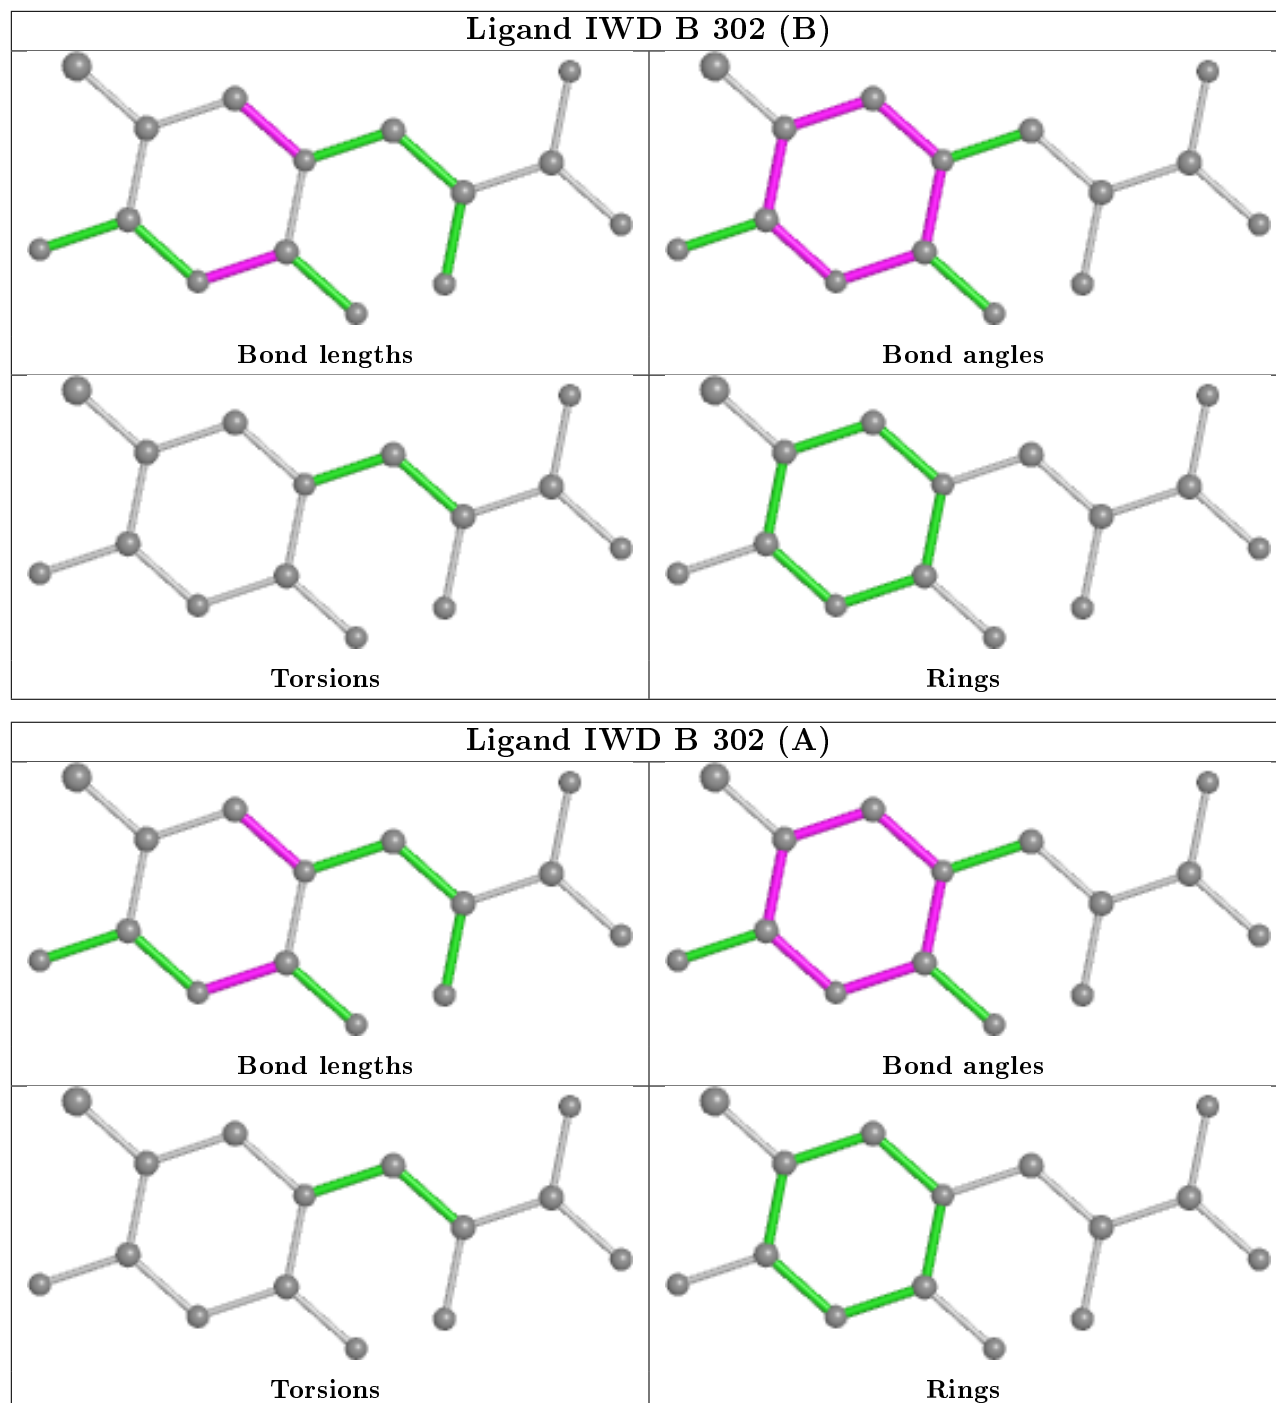 Ligand IWD B 302 (B)
Bond lengths
Bond angles
Torsions
Rings
Ligand IWD B 302 (A)
Bond lengths
Bond angles
Torsions
Rings